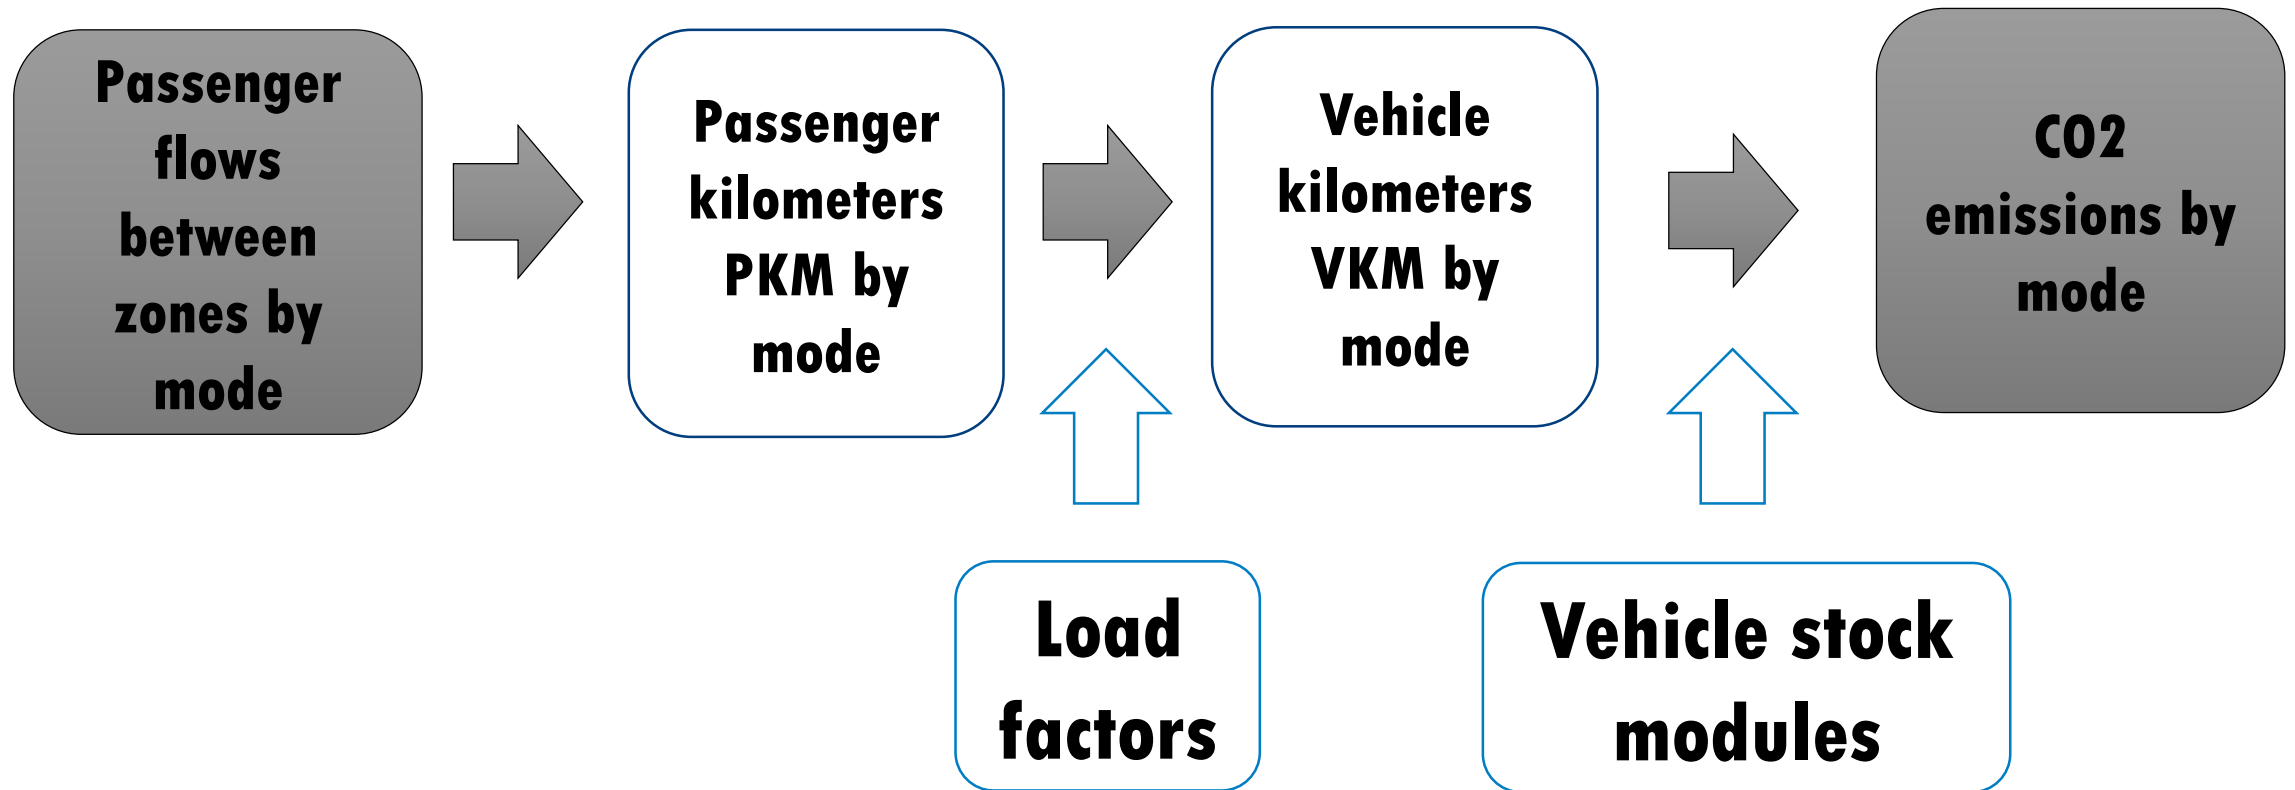 Passenger
flows
between
zones by
mode
Passenger
kilometers
PKM by
mode
Vehicle
kilometers
VKM by
mode
CO2
emissions by
mode
Load
factors
Vehicle stock
modules